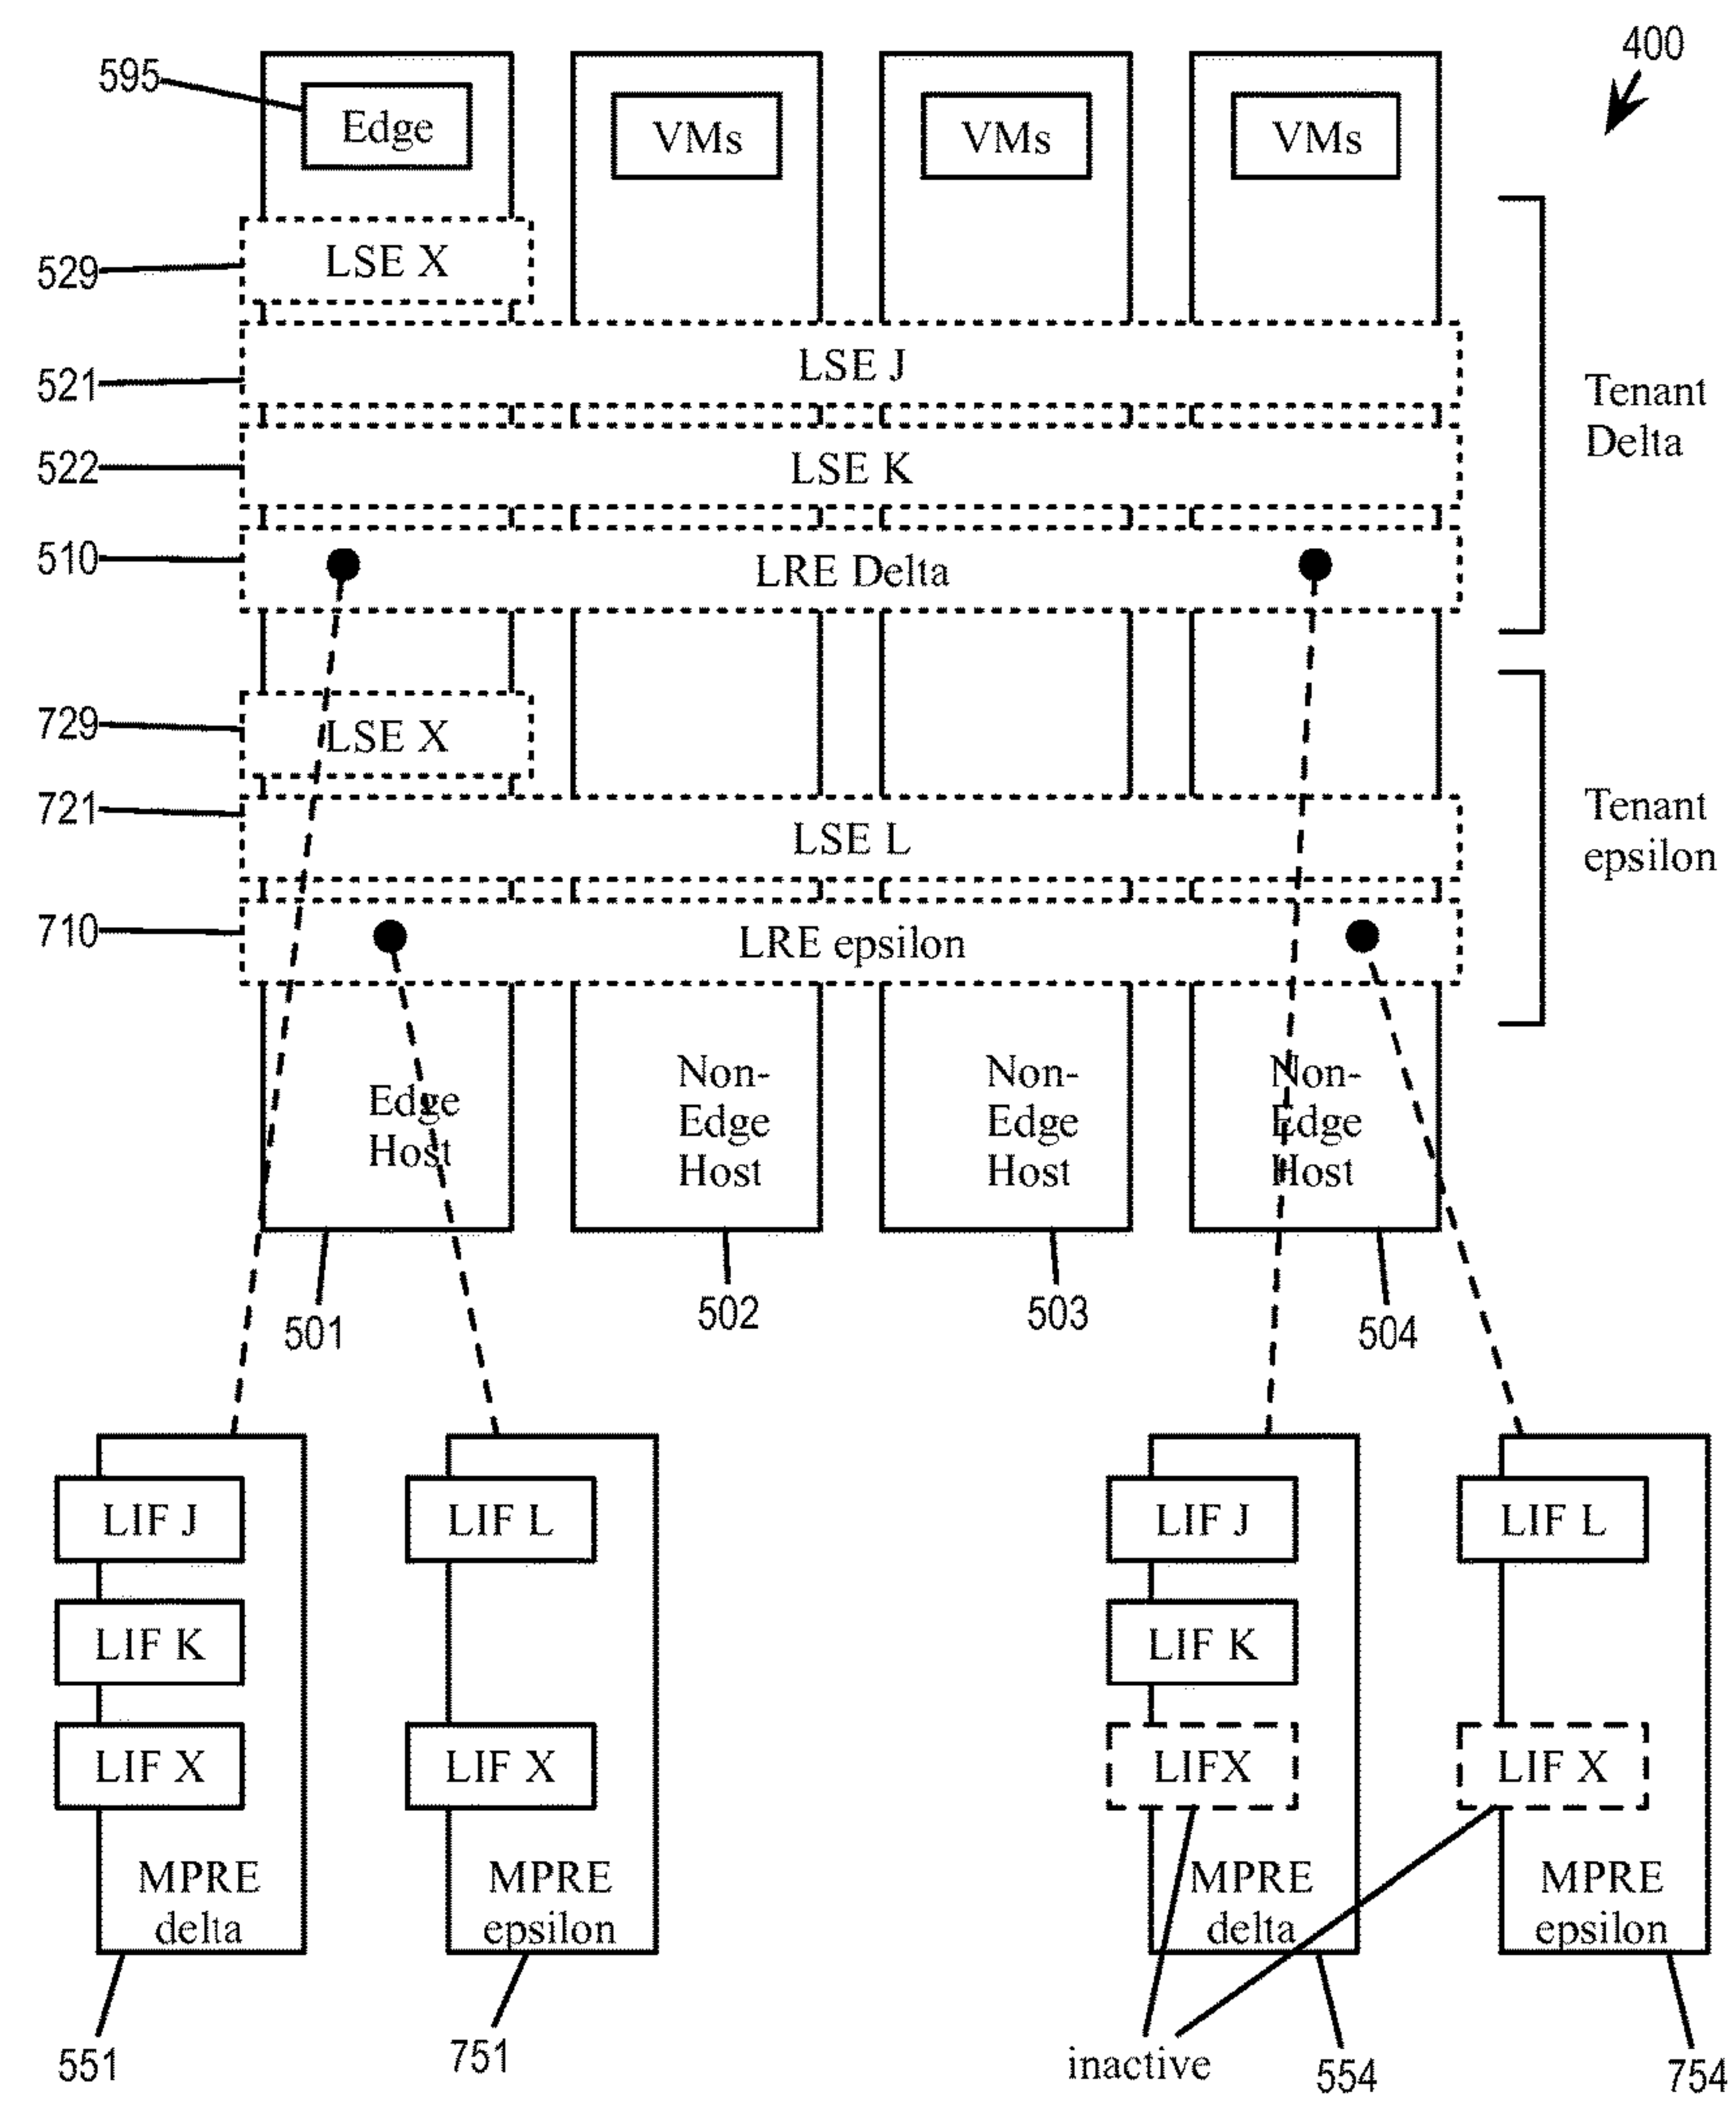 400
595
Edge
VMs
VMs
VMs
529
LSE X
521
LSE J
Tenant
Delta
522
LSE K
510
LRE Delta
729
LSE X
721
LSE L
Tenant
epsilon
710
LRE epsilon
Edge
Host
Non-
Edge
Host
Non-
Edge
Host
Non-
Edge
Host
501
502
503
504
LIF J
LIF K
LIF X
MPRE
delta
LIF L
LIF X
MPRE
epsilon
LIF J
LIF K
LIFX
MPRE
delta
LIF L
LIF X
MPRE
epsilon
551
751
inactive
554
754